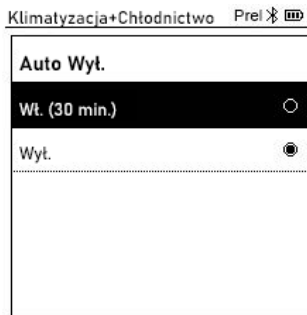 Klimatyzacja+Chłodnictwo Prel
Auto Wył.
Wł. (30 min.)
Wył.